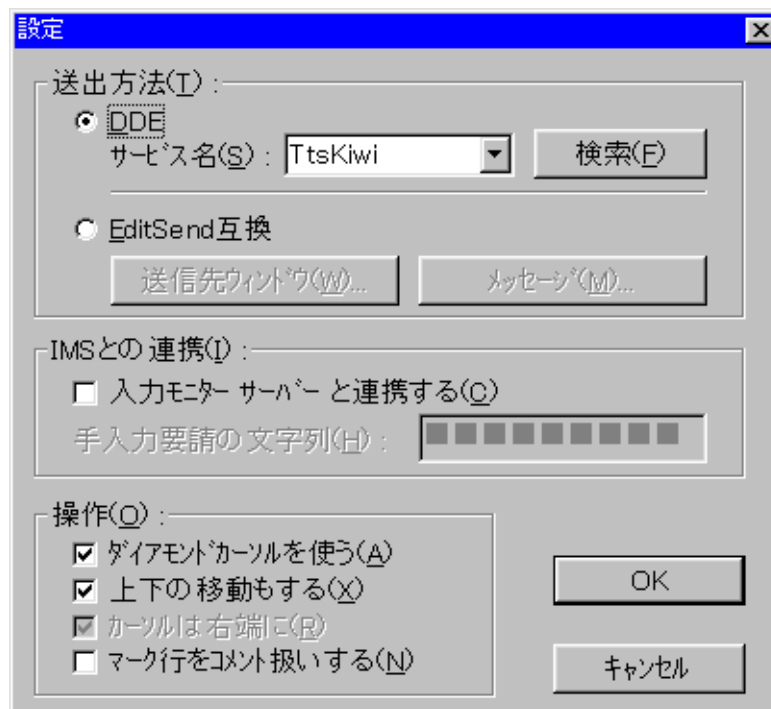 設定
送出方法(T) :
DDE
サービス名(S) : TtsKiwi 検索(F)
EditSend互換
送信先ウィンドウ(W)... メッセージ(M)...
IMSとの連携(I) :
入力モニター サーバー と連携する(C)
手入力要請の文字列(H) : ■■■■■■■■■
操作(O) :
ダイアモンドカーソルを使う(A)
上下の移動もする(X)
カーソルは右端に(R)
マーク行をコメント扱いする(N)
OK
キャンセル